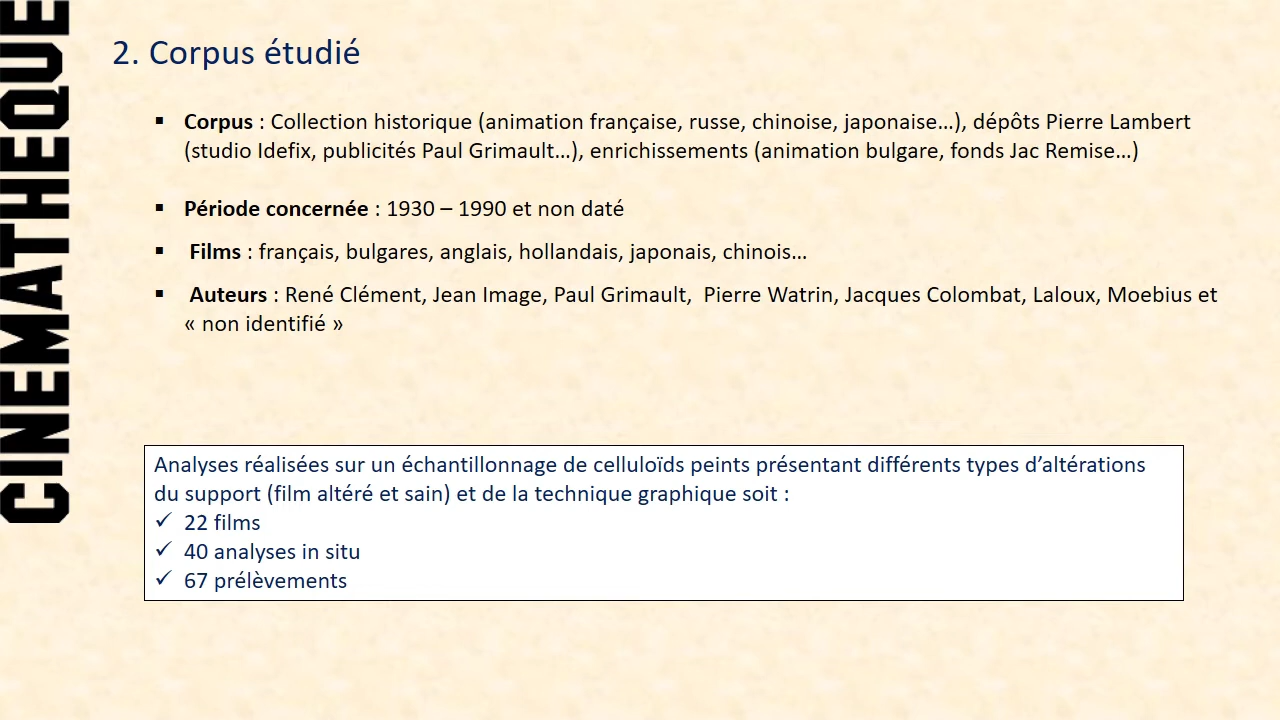 CINEMATHEQUE
2. Corpus étudié
▪ Corpus : Collection historique (animation française, russe, chinoise, japonaise…), dépôts Pierre Lambert
(studio Idefix, publicités Paul Grimault…), enrichissements (animation bulgare, fonds Jac Remise…)
▪ Période concernée : 1930 – 1990 et non daté
▪ Films : français, bulgares, anglais, hollandais, japonais, chinois…
▪ Auteurs : René Clément, Jean Image, Paul Grimault, Pierre Watrin, Jacques Colombat, Laloux, Moebius et
« non identifié »
Analyses réalisées sur un échantillonnage de celluloïds peints présentant différents types d’altérations
du support (film altéré et sain) et de la technique graphique soit :
✓ 22 films
✓ 40 analyses in situ
✓ 67 prélèvements